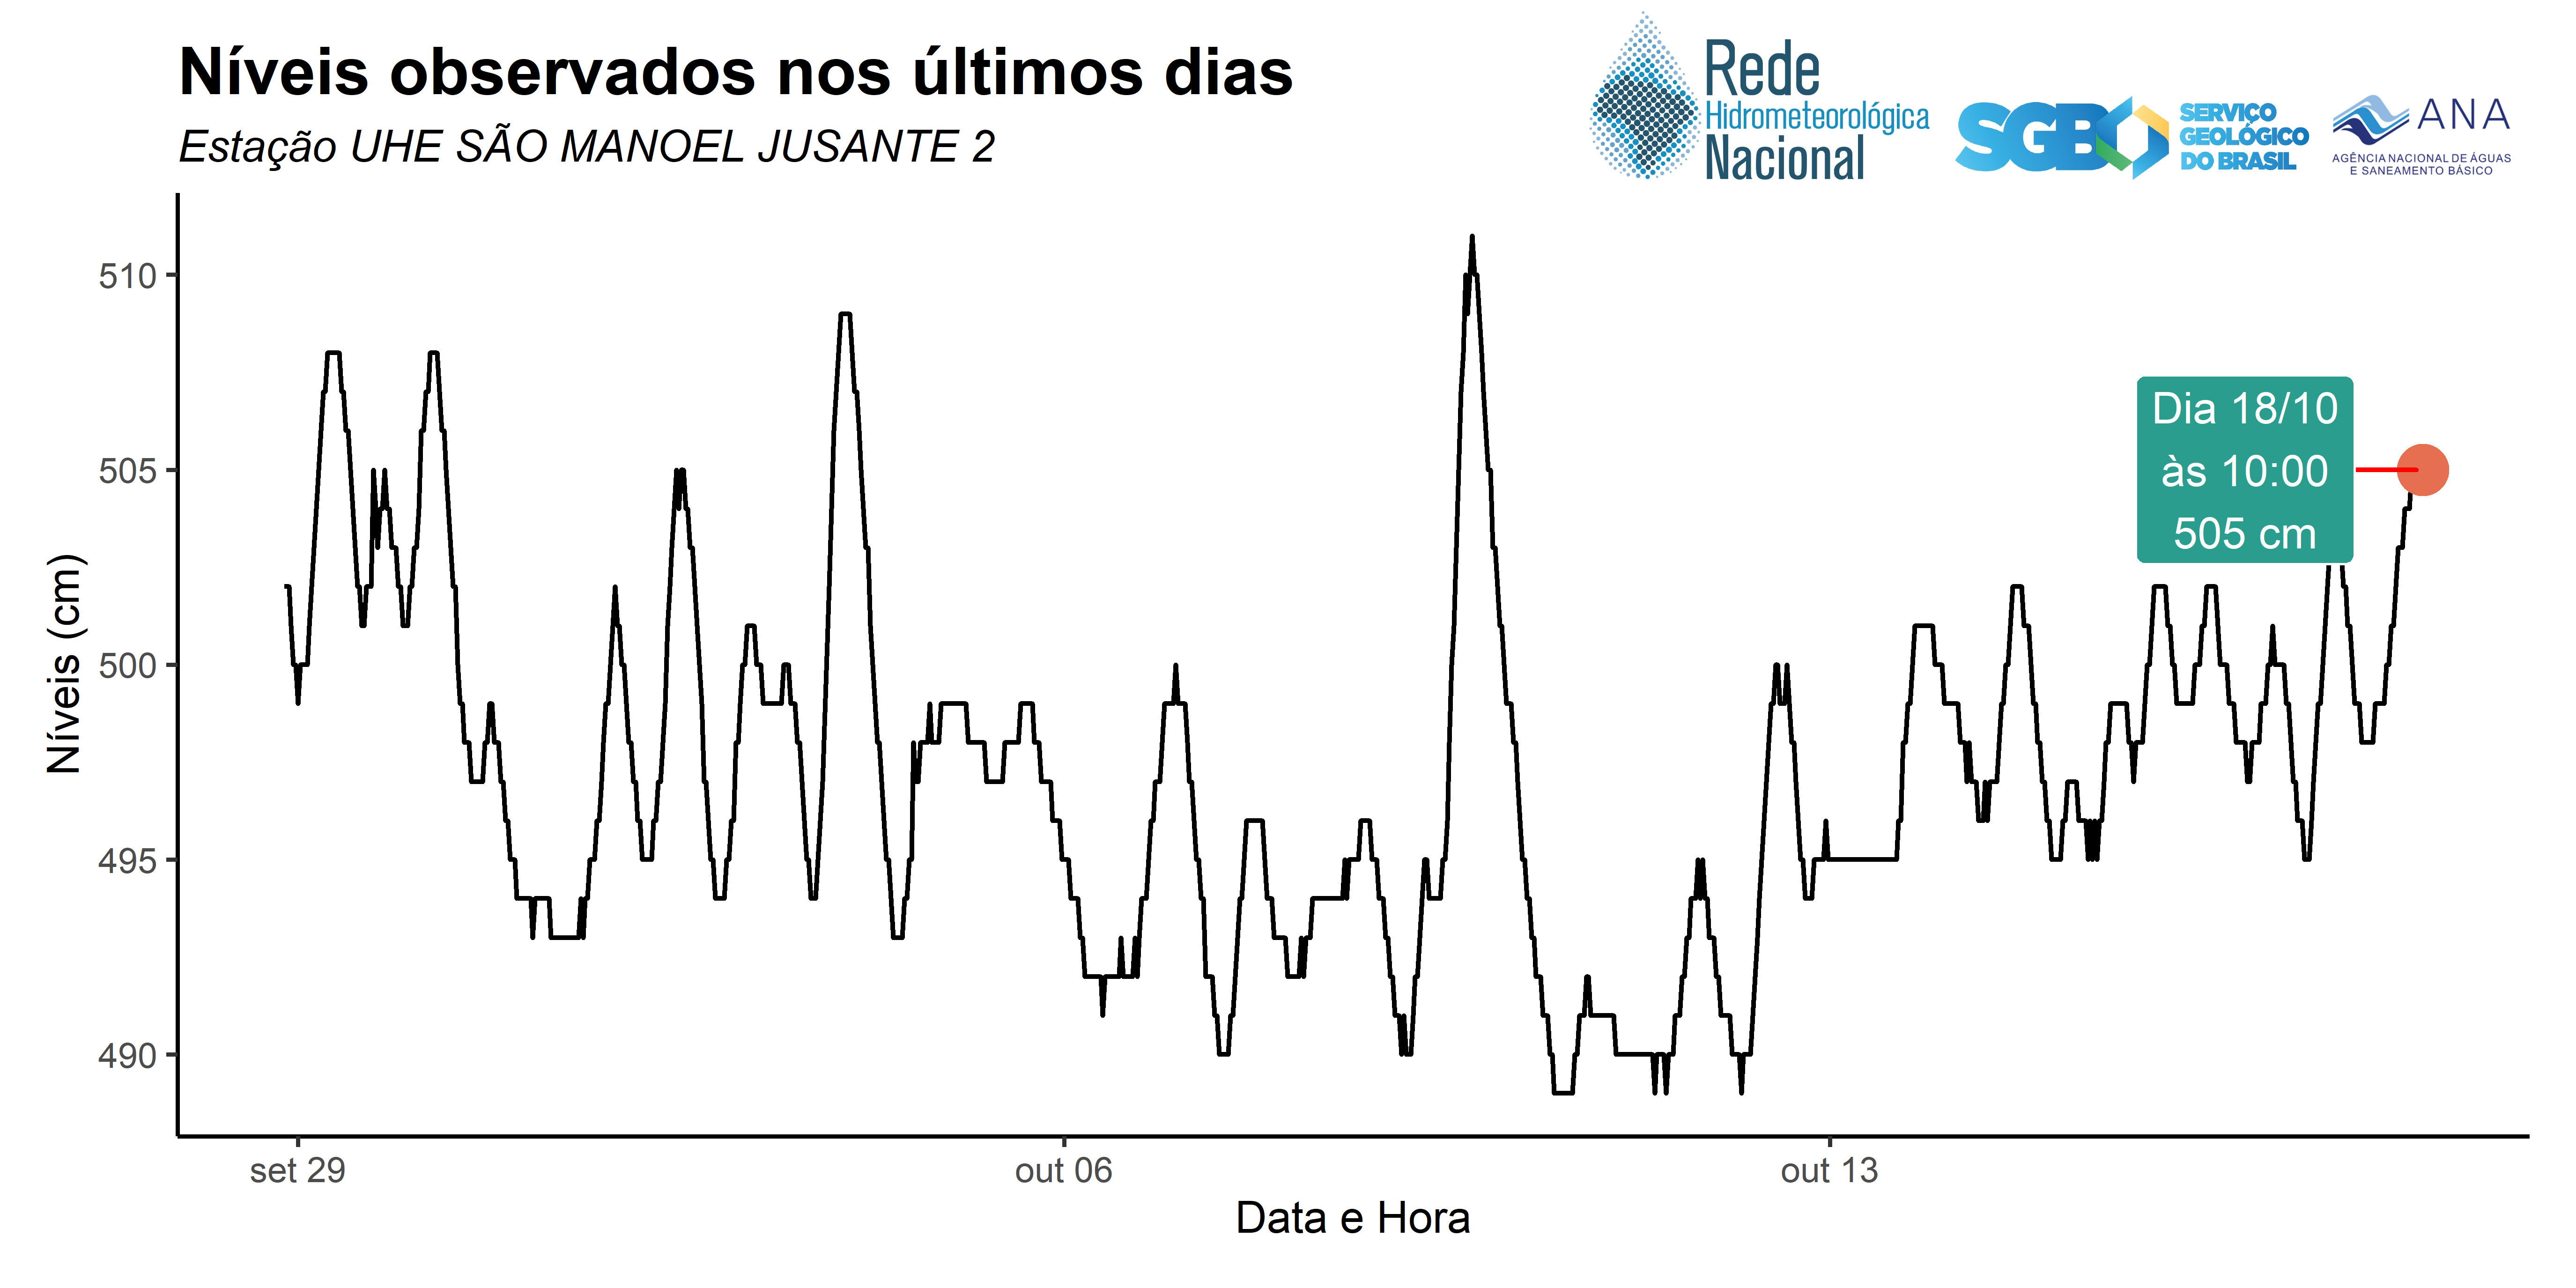 Níveis observados nos últimos dias
Estação UHE SÃO MANOEL JUSANTE 2
Rede
Hidrometeorológica
Nacional
SGB
SERVIÇO
GEOLÓGICO
DO BRASIL
ANA
AGÊNCIA NACIONAL DE ÁGUAS
E SANEAMENTO BÁSICO
Níveis (cm)
510
505
500
495
490
Dia 18/10
às 10:00
505 cm
set 29
out 06
out 13
Data e Hora